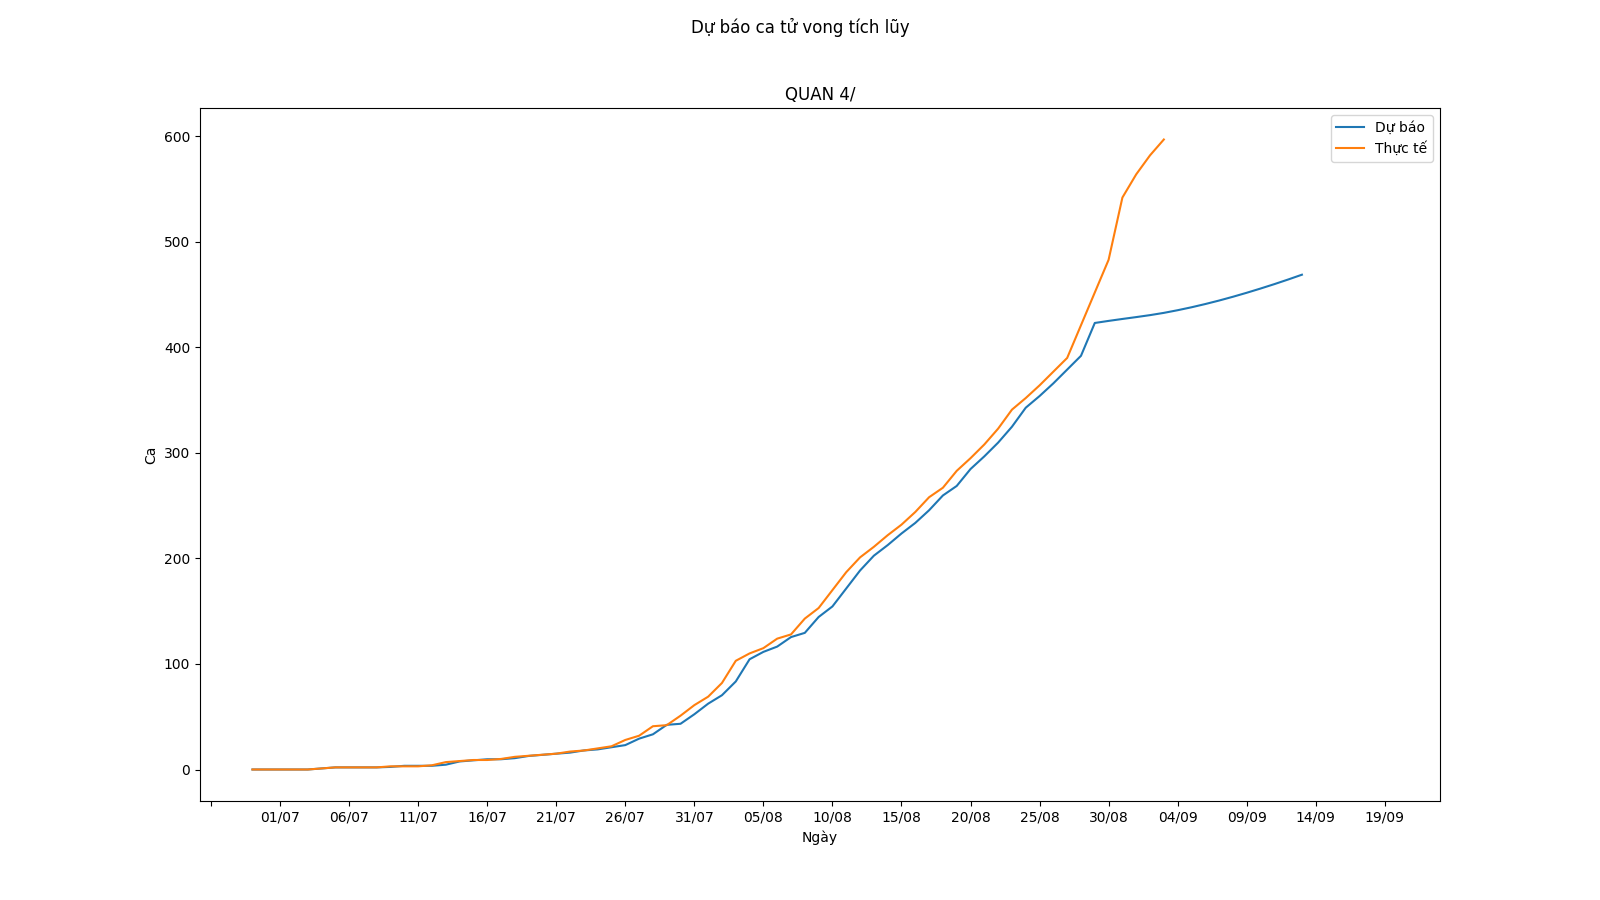 Dự báo ca tử vong tích lũy
QUAN 4/
Dự báo
Thực tế
600
500
400
300
200
100
0
Ca
01/07 06/07 11/07 16/07 21/07 26/07 31/07 05/08 10/08 15/08 20/08 25/08 30/08 04/09 09/09 14/09 19/09
Ngày